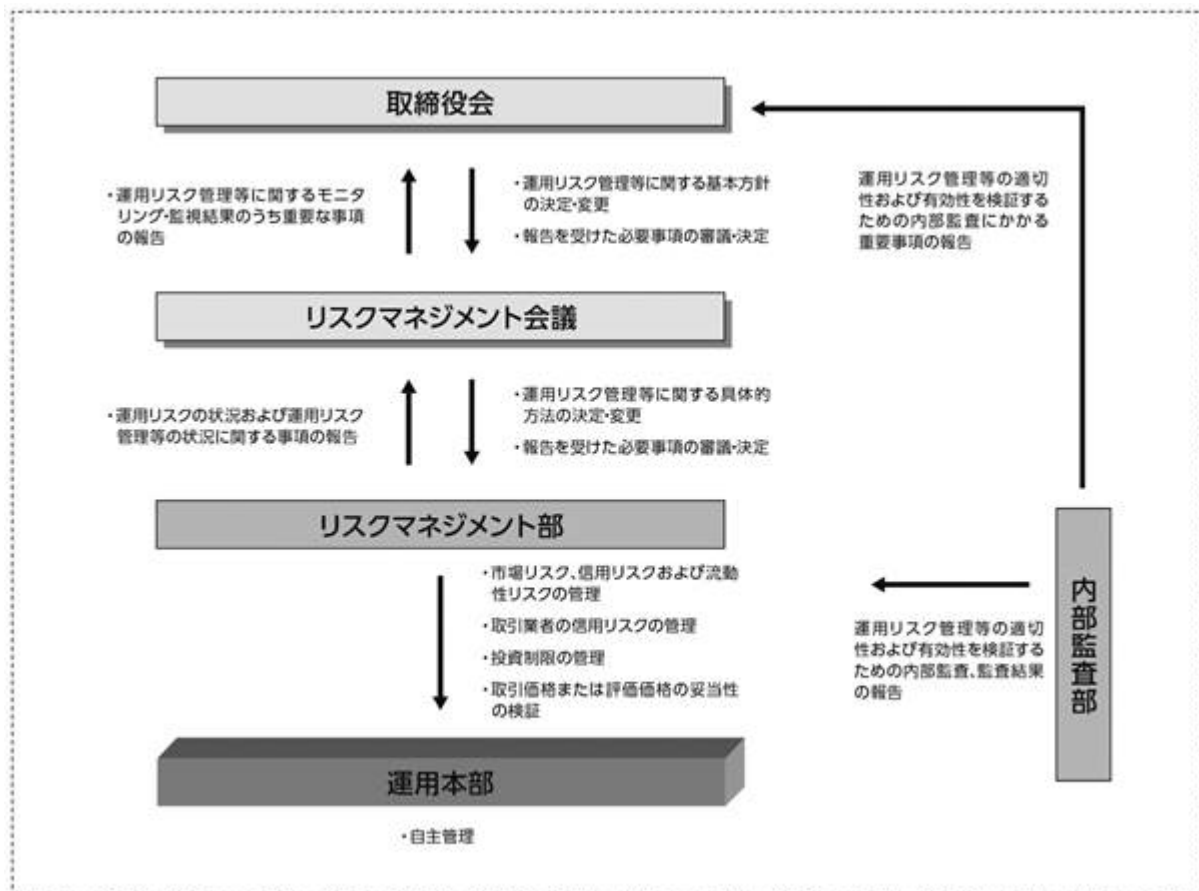 取締役会
・運用リスク管理等に関するモニタ
リング・監視結果のうち重要な事項
の報告
・運用リスク管理等に関する基本方針
の決定・変更
・報告を受けた必要事項の審議・決定
運用リスク管理等の適切
性および有効性を検証する
ための内部監査にかかる
重要事項の報告
リスクマネジメント会議
・運用リスクの状況および運用リスク
管理等の状況に関する事項の報告
・運用リスク管理等に関する具体的
方法の決定・変更
・報告を受けた必要事項の審議・決定
リスクマネジメント部
・市場リスク、信用リスクおよび流動
性リスクの管理
・取引業者の信用リスクの管理
・投資制限の管理
・取引価格または評価価格の妥当性
の検証
運用リスク管理等の適切
性および有効性を検証する
ための内部監査、監査結果
の報告
内部監査部
運用本部
・自主管理